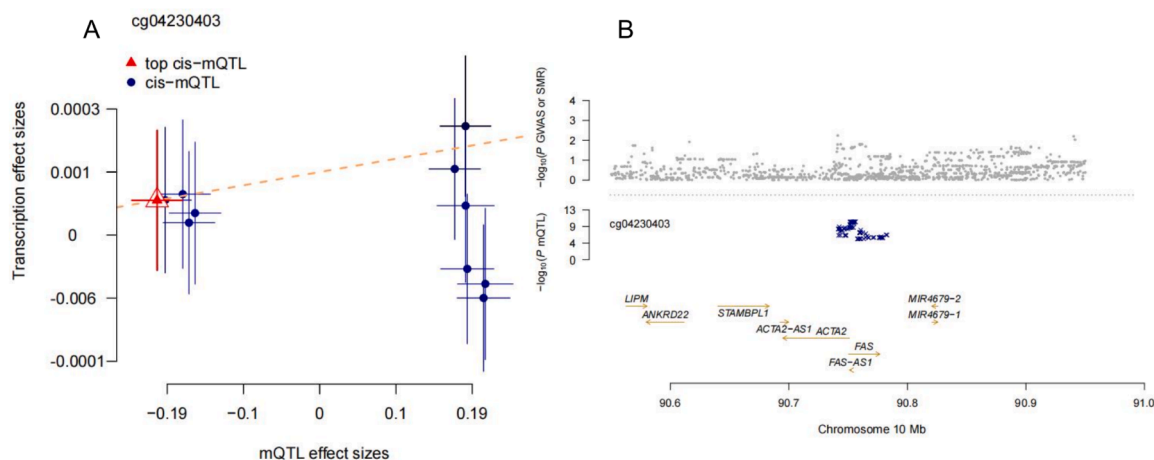 A
cg04230403
top cis−mQTL
cis−mQTL
Transcription effect sizes
0.0003
0.001
0
-0.006
-0.0001
−0.19
−0.1
0
0.1
0.19
mQTL effect sizes
B
−log10(P GWAS or SMR)
4
3
2
1
0
cg04230403
−log10(P mQTL)
13
10
4
0
LIPM
ANKRD22
STAMBPL1
ACTA2−AS1
ACTA2
FAS
FAS−AS1
MIR4679−2
MIR4679−1
90.6
90.7
90.8
90.9
91.0
Chromosome 10 Mb